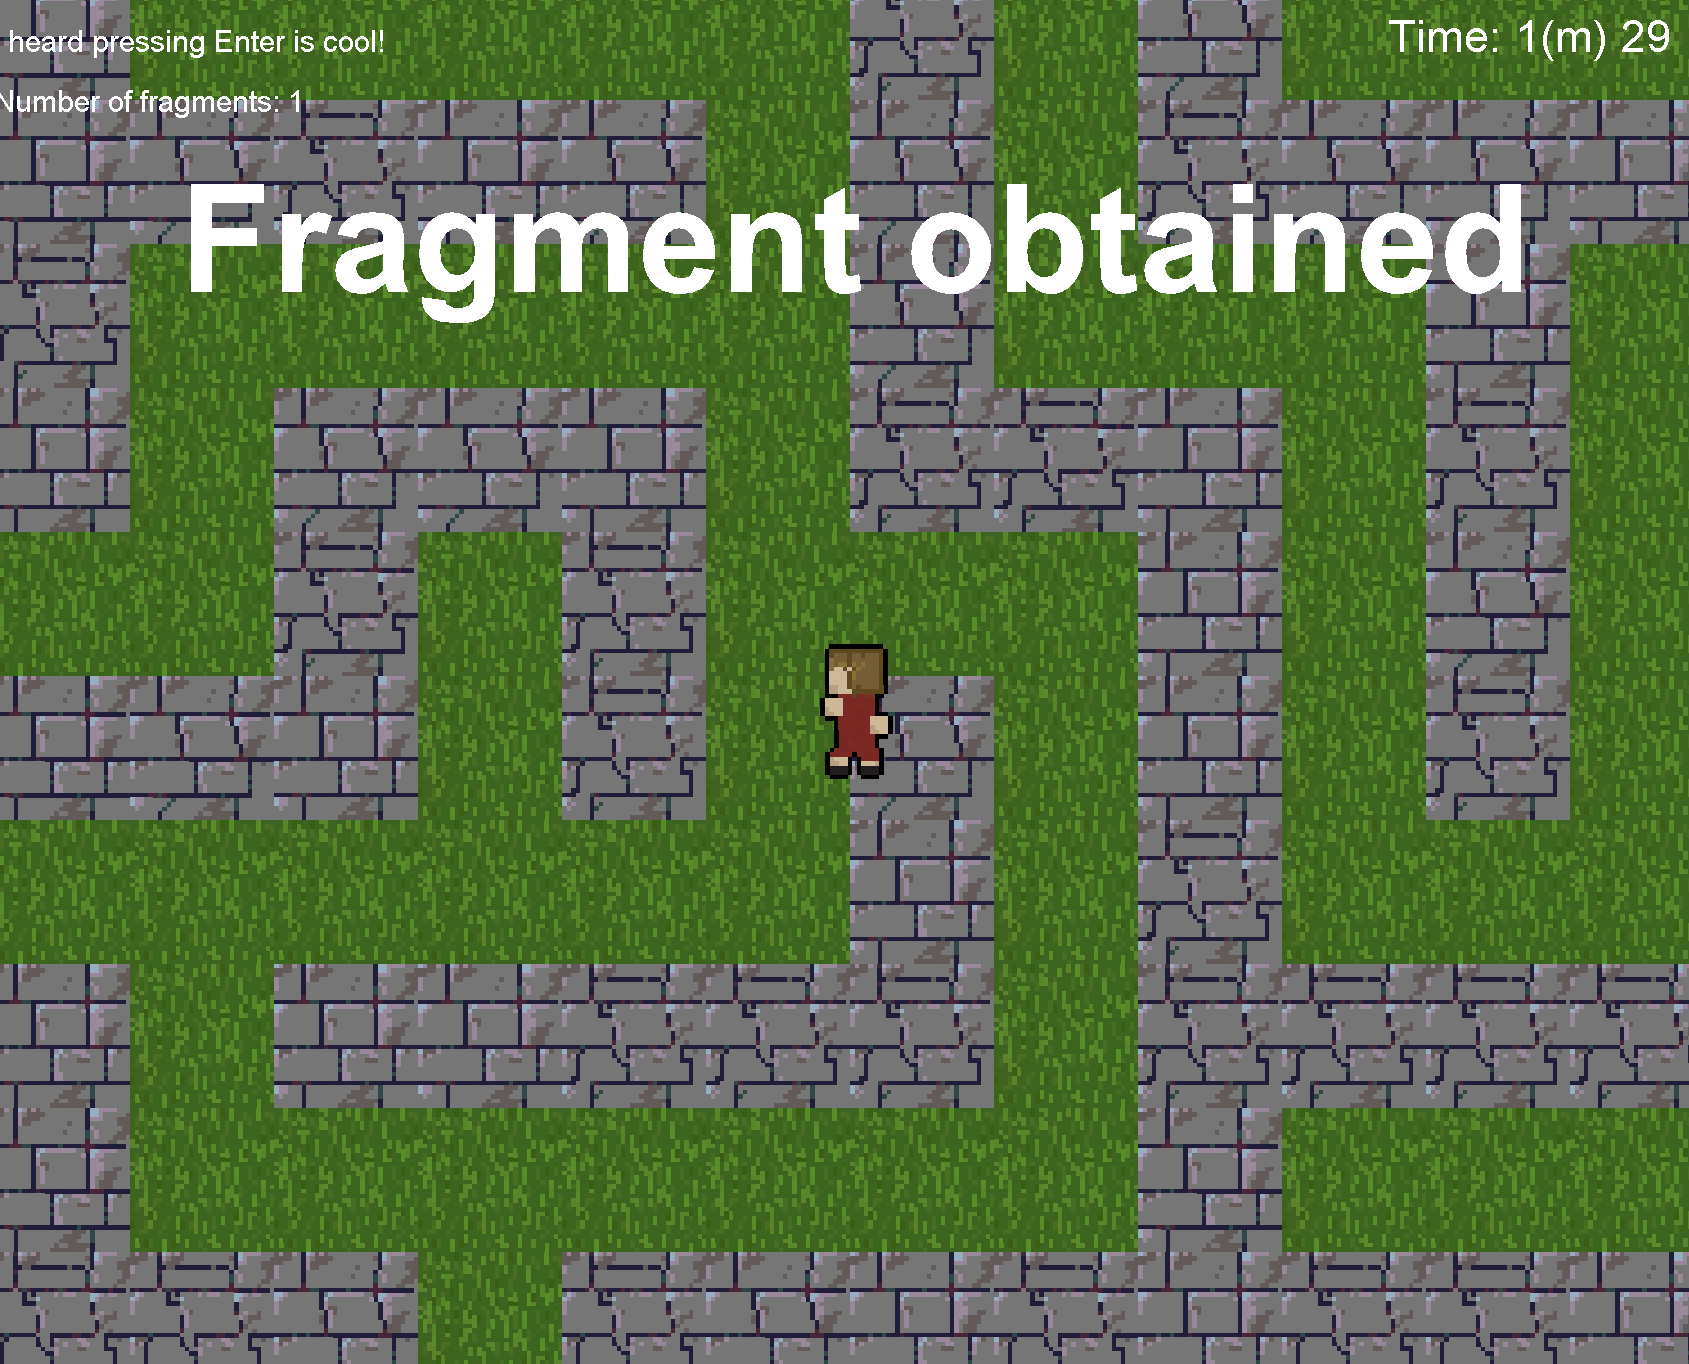 heard pressing Enter is cool!
Time: 1(m) 29
Number of fragments: 1
Fragment obtained